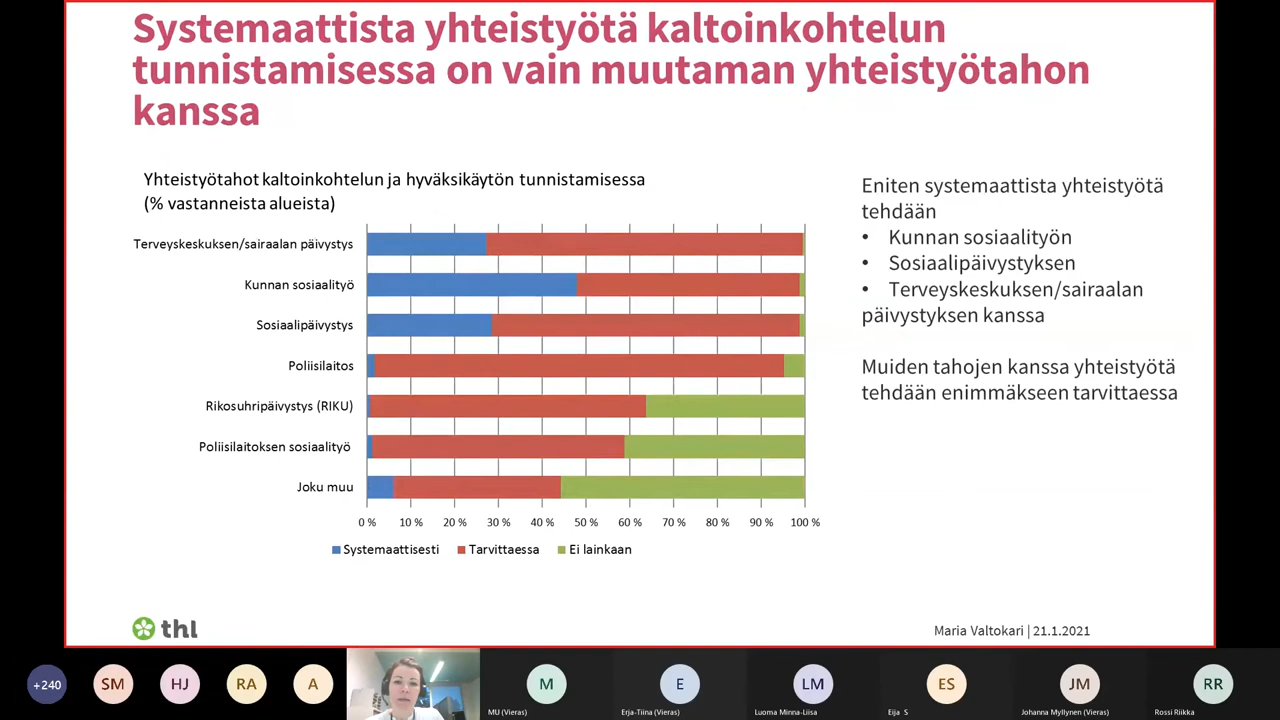 Systemaattista yhteistyötä kaltoinkohtelun
tunnistamisessa on vain muutaman yhteistyötahon
kanssa
Yhteistyötahot kaltoinkohtelun ja hyväksikäytön tunnistamisessa
(% vastanneista alueista)
Terveyskeskuksen/sairaalan päivystys
Kunnan sosiaalityö
Sosiaalipäivystys
Poliisilaitos
Rikosuhripäivystys (RIKU)
Poliisilaitoksen sosiaalityö
Joku muu
0 % 10 % 20 % 30 % 40 % 50 % 60 % 70 % 80 % 90 % 100 %
Systemaattisesti Tarvittaessa Ei lainkaan
Eniten systemaattista yhteistyötä
tehdään
• Kunnan sosiaalityön
• Sosiaalipäivystyksen
• Terveyskeskuksen/sairaalan
päivystyksen kanssa
Muiden tahojen kanssa yhteistyötä
tehdään enimmäkseen tarvittaessa
thl
Maria Valtokari | 21.1.2021
+240 SM HJ RA A M E LM ES JM RR
MU (Vieras) Erja-Tiina (Vieras) Luoma Minna-Liisa Eija S Johanna Myllynen (Vieras) Rossi Riikka